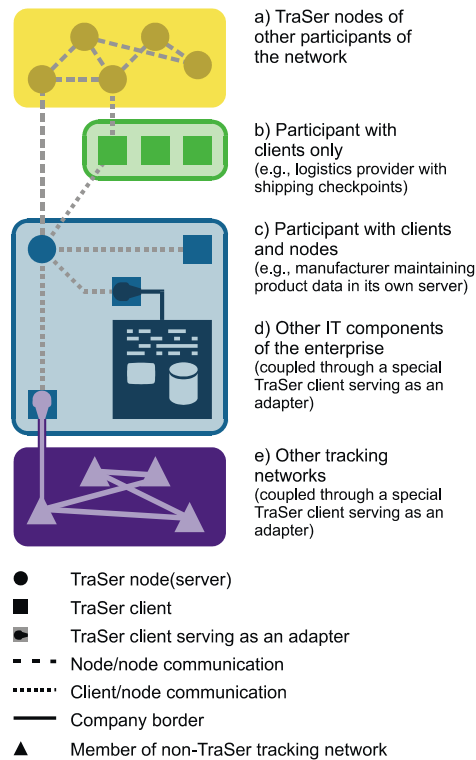 a) TraSer nodes of
other participants of
the network
b) Participant with
clients only
(e.g., logistics provider with
shipping checkpoints)
c) Participant with clients
and nodes
(e.g., manufacturer maintaining
product data in its own server)
d) Other IT components
of the enterprise
(coupled through a special
TraSer client serving as an
adapter)
e) Other tracking
networks
(coupled through a special
TraSer client serving as an
adapter)
TraSer node(server)
TraSer client
TraSer client serving as an adapter
Node/node communication
Client/node communication
Company border
Member of non-TraSer tracking network